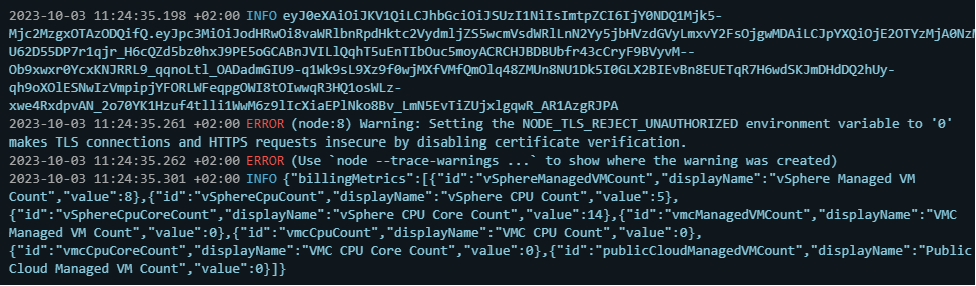 2023-10-03 11:24:35.198 +02:00 INFO eyJ0eXAiOiJKV1QiLCJhbGciOiJSUzI1NiIsImtpZCI6IjY0NDQ1Mjk5-
Mjc2MzgxOTAzODQifQ.eyJpc3MiOiJodHRwOi8vaWRlbnRpdHktc2VydmljZS5wcmVsdWRlLnN2Yy5jbHVzdGVyLmxvY2FsOjgwMDAiLCJpYXQiOjE2OTYzMjA0NzM
U62D55DP7r1qjr_H6cQZd5bz0hxJ9PE5oGCABnJVILlQqhT5uEnTIbOuc5moyACRCHJBDBUbfr43cCryF9BVyvM--
Ob9xwxr0YcxKNJRRL9_qqnoLtl_OADadmGIU9-q1Wk9sL9Xz9f0wjMXfVMfQmOlq48ZMUn8NU1Dk5I0GLX2BIEvBn8EUETqR7H6wdSKJmDHdDQ2hUy-
qh9oXOlESNwIzVmpipjYFORLWFeqpgOWI8tOIwwqR3HQ1osWLz-
xwe4RxdpvAN_2o70YK1Hzuf4tlli1WwM6z9lIcXiaEPlNko8Bv_LmN5EvTiZUjxlgqwR_AR1AzgRJPA
2023-10-03 11:24:35.261 +02:00 ERROR (node:8) Warning: Setting the NODE_TLS_REJECT_UNAUTHORIZED environment variable to '0'
makes TLS connections and HTTPS requests insecure by disabling certificate verification.
2023-10-03 11:24:35.262 +02:00 ERROR (Use `node --trace-warnings ...` to show where the warning was created)
2023-10-03 11:24:35.301 +02:00 INFO {"billingMetrics":[{"id":"vSphereManagedVMCount","displayName":"vSphere Managed VM
Count","value":8},{"id":"vSphereCpuCount","displayName":"vSphere CPU Count","value":5},
{"id":"vSphereCpuCoreCount","displayName":"vSphere CPU Core Count","value":14},{"id":"vmcManagedVMCount","displayName":"VMC
Managed VM Count","value":0},{"id":"vmcCpuCount","displayName":"VMC CPU Count","value":0},
{"id":"vmcCpuCoreCount","displayName":"VMC CPU Core Count","value":0},{"id":"publicCloudManagedVMCount","displayName":"Public
Cloud Managed VM Count","value":0}]}